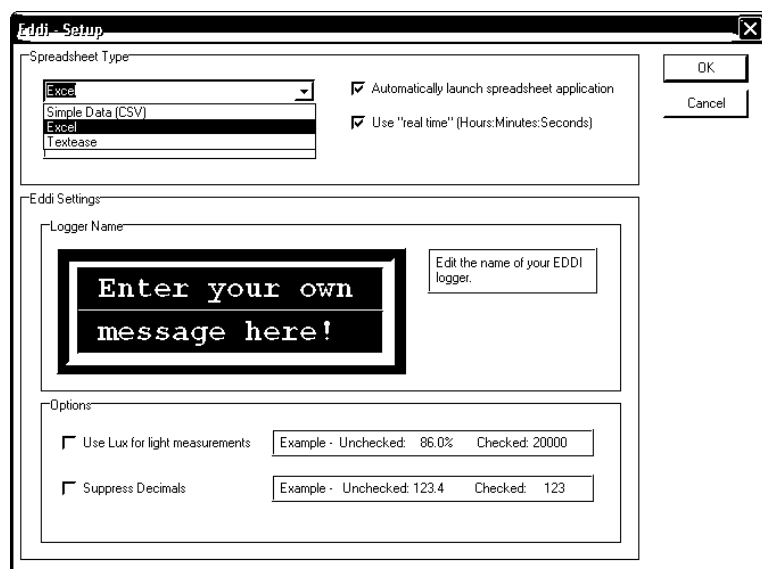 Eddi - Setup
Spreadsheet Type
Excel
Simple Data (CSV)
Excel
Textease
Automatically launch spreadsheet application
Use "real time" (Hours:Minutes:Seconds)
OK
Cancel
Eddi Settings
Logger Name
Enter your own
message here!
Edit the name of your EDDI
logger.
Options
Use Lux for light measurements
Example - Unchecked: 86.0% Checked: 20000
Suppress Decimals
Example - Unchecked: 123.4 Checked: 123